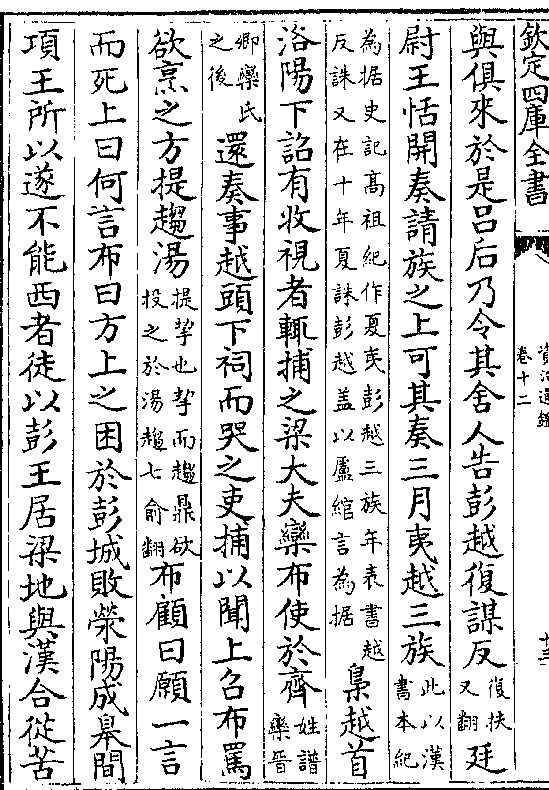 欽定四庫全書
資治通鑑
卷十二
十三
與俱來於是呂后乃令其舍人告彭越復謀反復扶又翻廷
尉王恬開奏請族之上可其奏三月夷越三族此以漢書本紀
為据史記高祖紀作夏夷彭越三族年表書越反誅又在十年夏誅彭越盖以盧綰言為据梟越首
洛陽下詔有收視者輒捕之梁大夫欒布使於齊姓譜欒晉
卿欒氏之後還奏事越頭下祠而哭之吏捕以聞上召布罵
欲烹之方提趨湯提挈也挈而趨鼎欲投之於湯趨七俞翻布顧曰願一言
而死上曰何言布曰方上之困於彭城敗榮陽成皋間
項王所以遂不能西者徒以彭王居梁地與漢合從苦